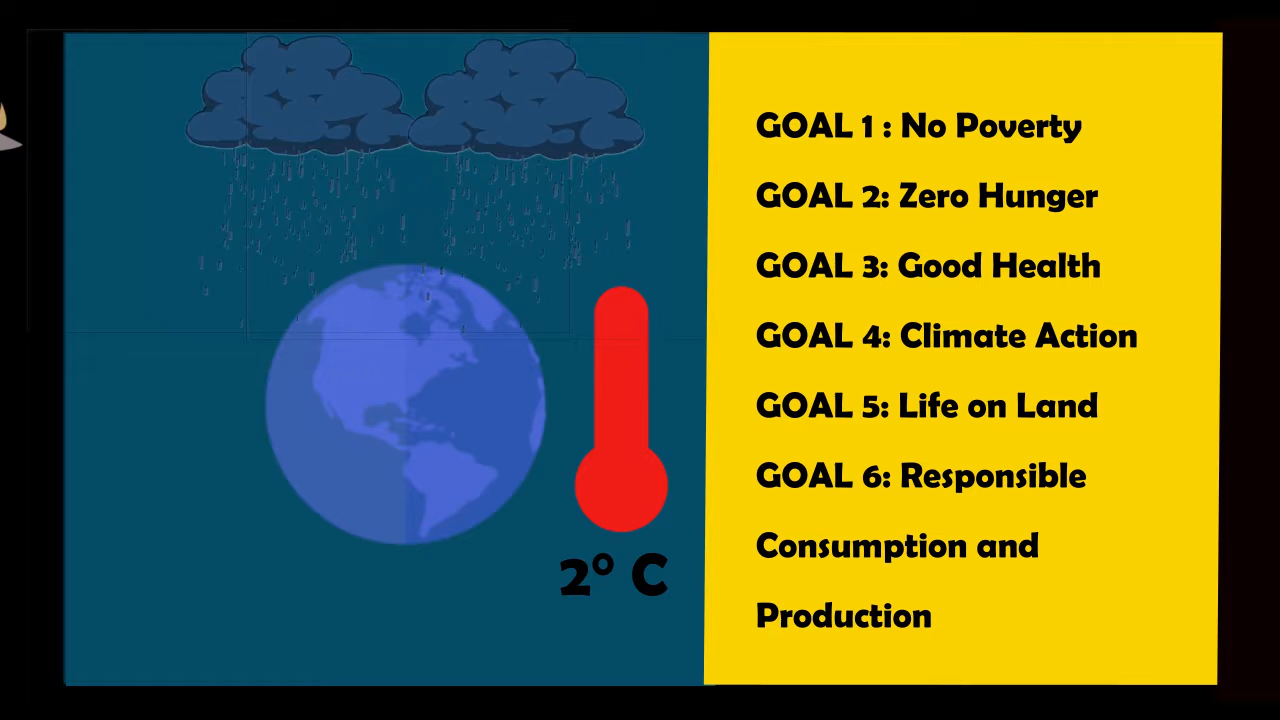 GOAL 1 : No Poverty
GOAL 2: Zero Hunger
GOAL 3: Good Health
GOAL 4: Climate Action
GOAL 5: Life on Land
GOAL 6: Responsible
Consumption and
Production
2° C